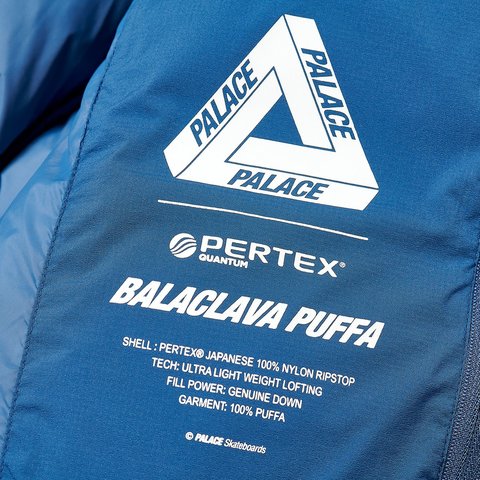 PALACE
PALACE
PALACE
PERTEX®
QUANTUM
BALACLAVA PUFFA
SHELL : PERTEX® JAPANESE 100% NYLON RIPSTOP
TECH: ULTRA LIGHT WEIGHT LOFTING
FILL POWER: GENUINE DOWN
GARMENT: 100% PUFFA
© PALACE Skateboards